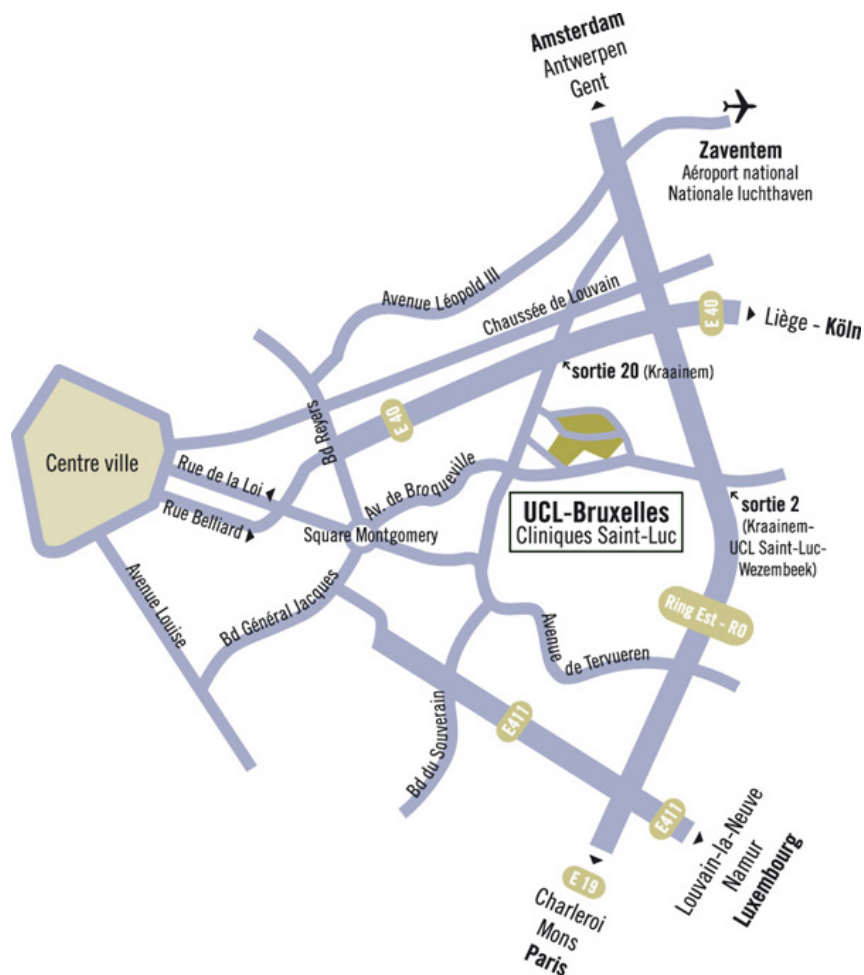 Amsterdam
Antwerpen
Gent
Zaventem
Aéroport national
Nationale luchthaven
Avenue Léopold III
Chaussée de Louvain
E 40
Liège - Köln
sortie 20 (Kraainem)
Bd Reyers
E 40
Centre ville
Rue de la Loi
Av. de Broqueville
Rue Belliard
Square Montgomery
UCL-Bruxelles
Cliniques Saint-Luc
sortie 2
(Kraainem-
UCL Saint-Luc-
Wezembeek)
Avenue Louise
Bd Général Jacques
Ring Est - R0
Avenue
de Tervueren
E411
Bd du Souverain
E411
Louvain-la-Neuve
Namur
Luxembourg
E 19
Charleroi
Mons
Paris